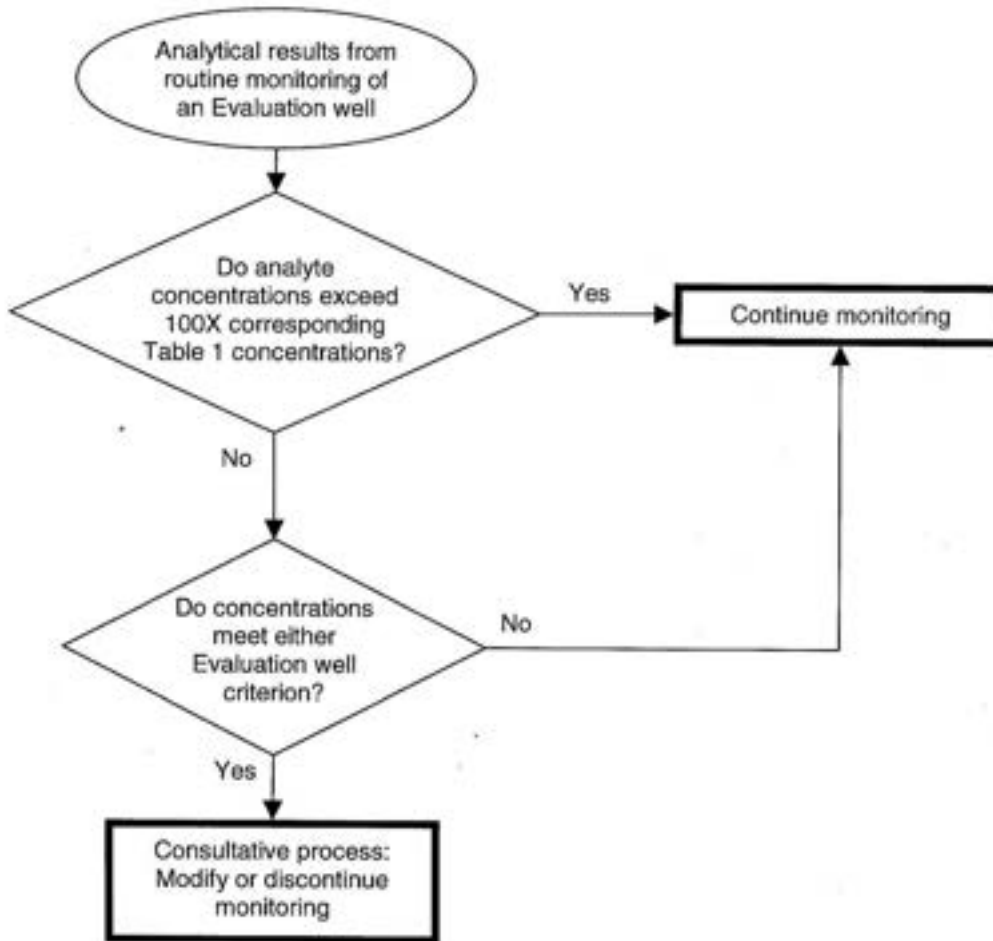 Analytical results from
routine monitoring of
an Evaluation well
Do analyte
concentrations exceed
100X corresponding
Table 1 concentrations?
Yes
Continue monitoring
No
Do concentrations
meet either
Evaluation well
criterion?
No
Yes
Consultative process:
Modify or discontinue
monitoring